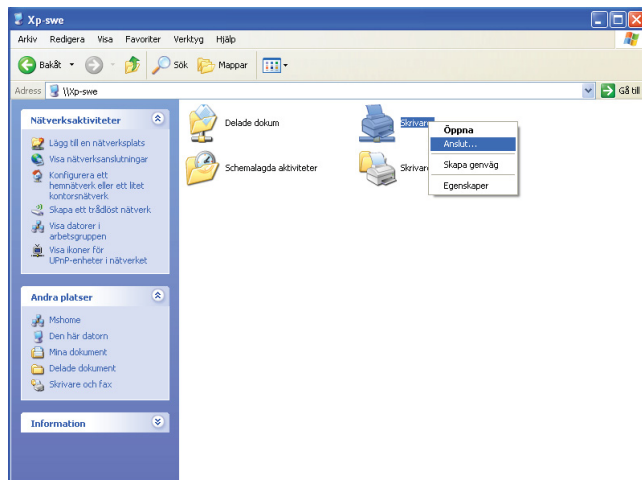 Xp-swe
Arkiv Redigera Visa Favoriter Verktyg Hjälp
Bakåt Sök Mappar
Adress \\Xp-swe Gå till
Nätverksaktiviteter
Lägg till en nätverksplats
Visa nätverksanslutningar
Konfigurera ett
hemnätverk eller ett litet
kontorsnätverk
Skapa ett trådlöst nätverk
Visa datorer i
arbetsgruppen
Visa ikoner för
UPnP-enheter i nätverket
Andra platser
Mshome
Den här datorn
Mina dokument
Delade dokument
Skrivare och fax
Information
Delade dokum
Schemalagda aktiviteter
Skrivare
Skrivare
Öppna
Anslut...
Skapa genväg
Egenskaper